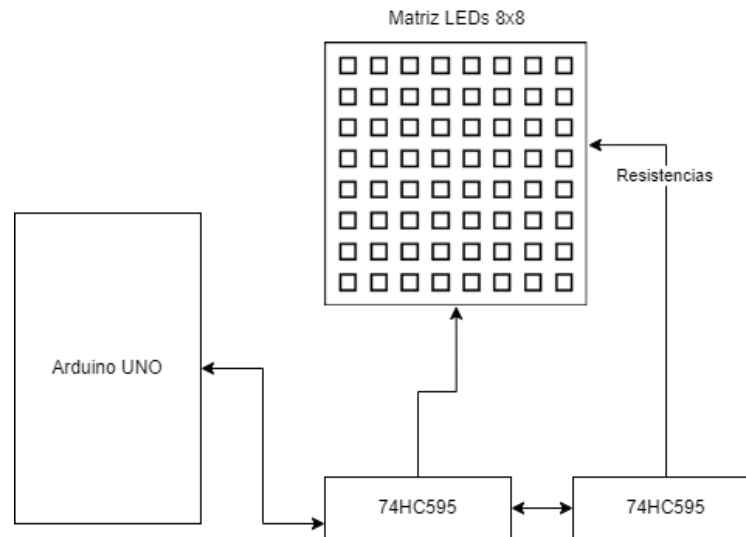 Matriz LEDs 8x8
Resistencias
Arduino UNO
74HC595
74HC595